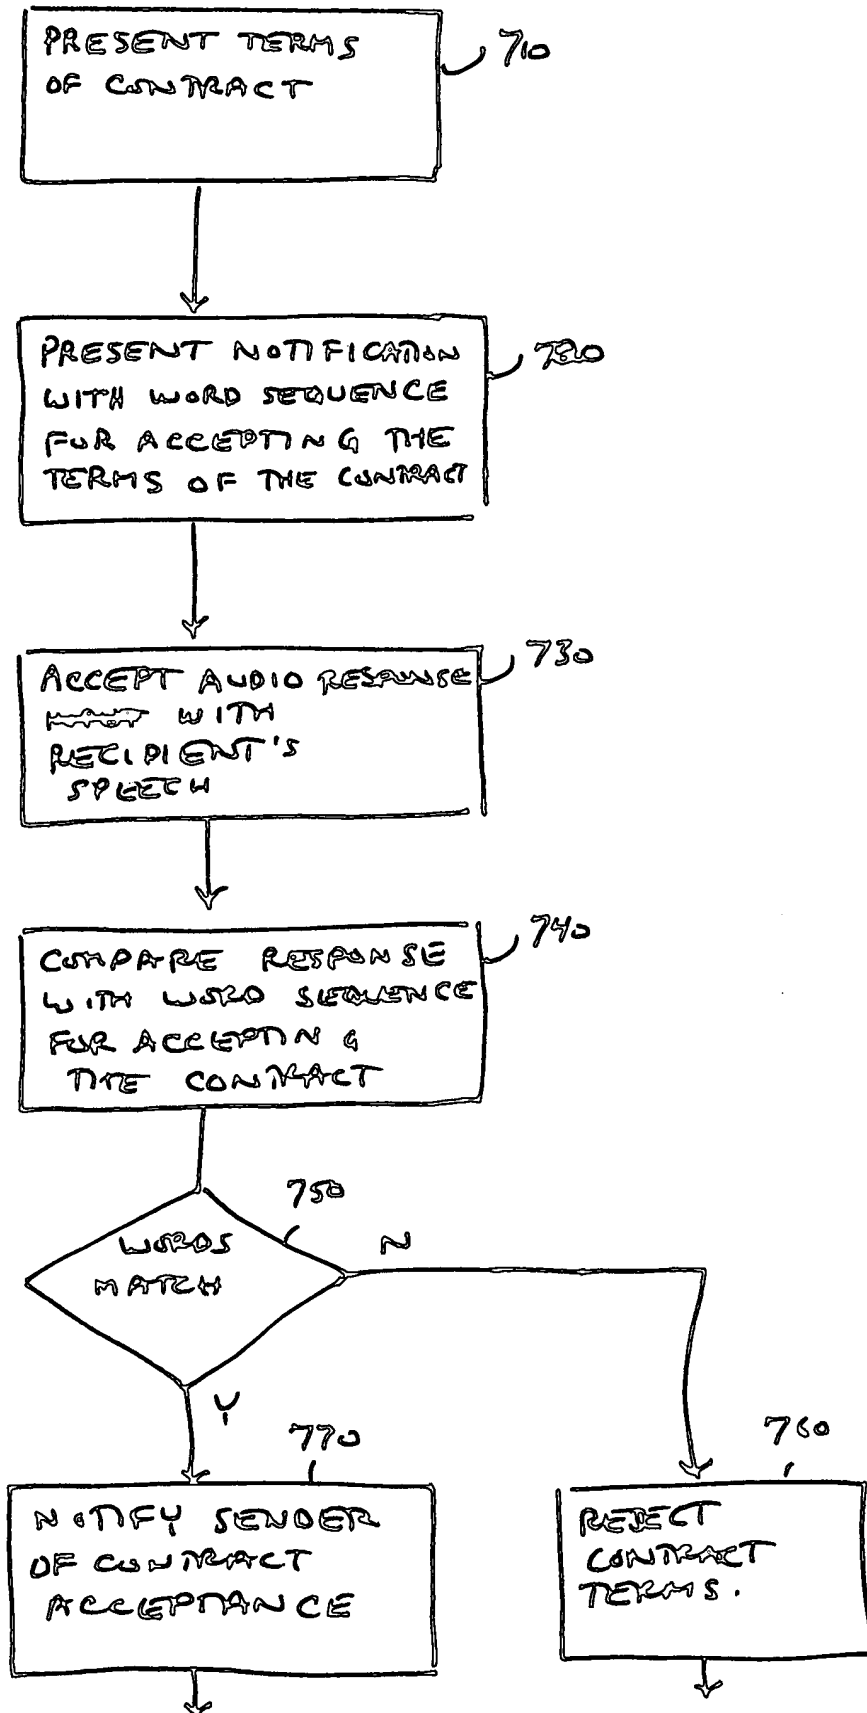 PRESENT TERMS
OF CONTRACT
710
PRESENT NOTIFICATION
WITH WORD SEQUENCE
FOR ACCEPTING THE
TERMS OF THE CONTRACT
720
ACCEPT AUDIO RESPONSE
WITH
RECIPIENT'S
SPEECH
730
COMPARE RESPONSE
WITH WORD SEQUENCE
FOR ACCEPTING
THE CONTRACT
740
WORDS
MATCH
750
N
Y
NOTIFY SENDER
OF CONTRACT
ACCEPTANCE
770
REJECT
CONTRACT
TERMS.
760